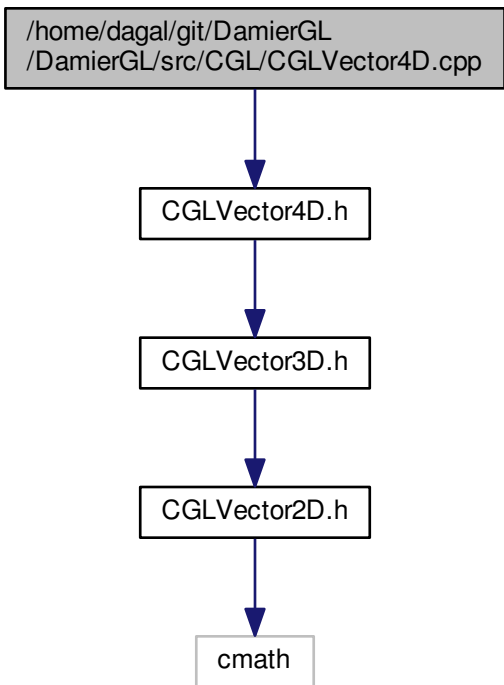 /home/dagal/git/DamierGL
/DamierGL/src/CGL/CGLVector4D.cpp
CGLVector4D.h
CGLVector3D.h
CGLVector2D.h
cmath